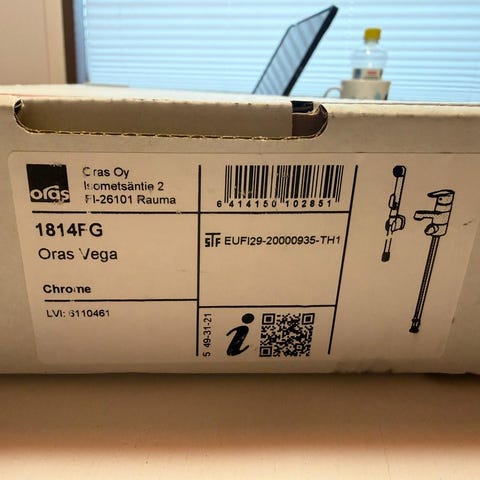 oras
Oras Oy
Isometsäntie 2
FI-26101 Rauma
1814FG
Oras Vega
Chrome
LVI: 6110461
6 414150 102851
STF EUFI29-20000935-TH1
5 49-31-21
i